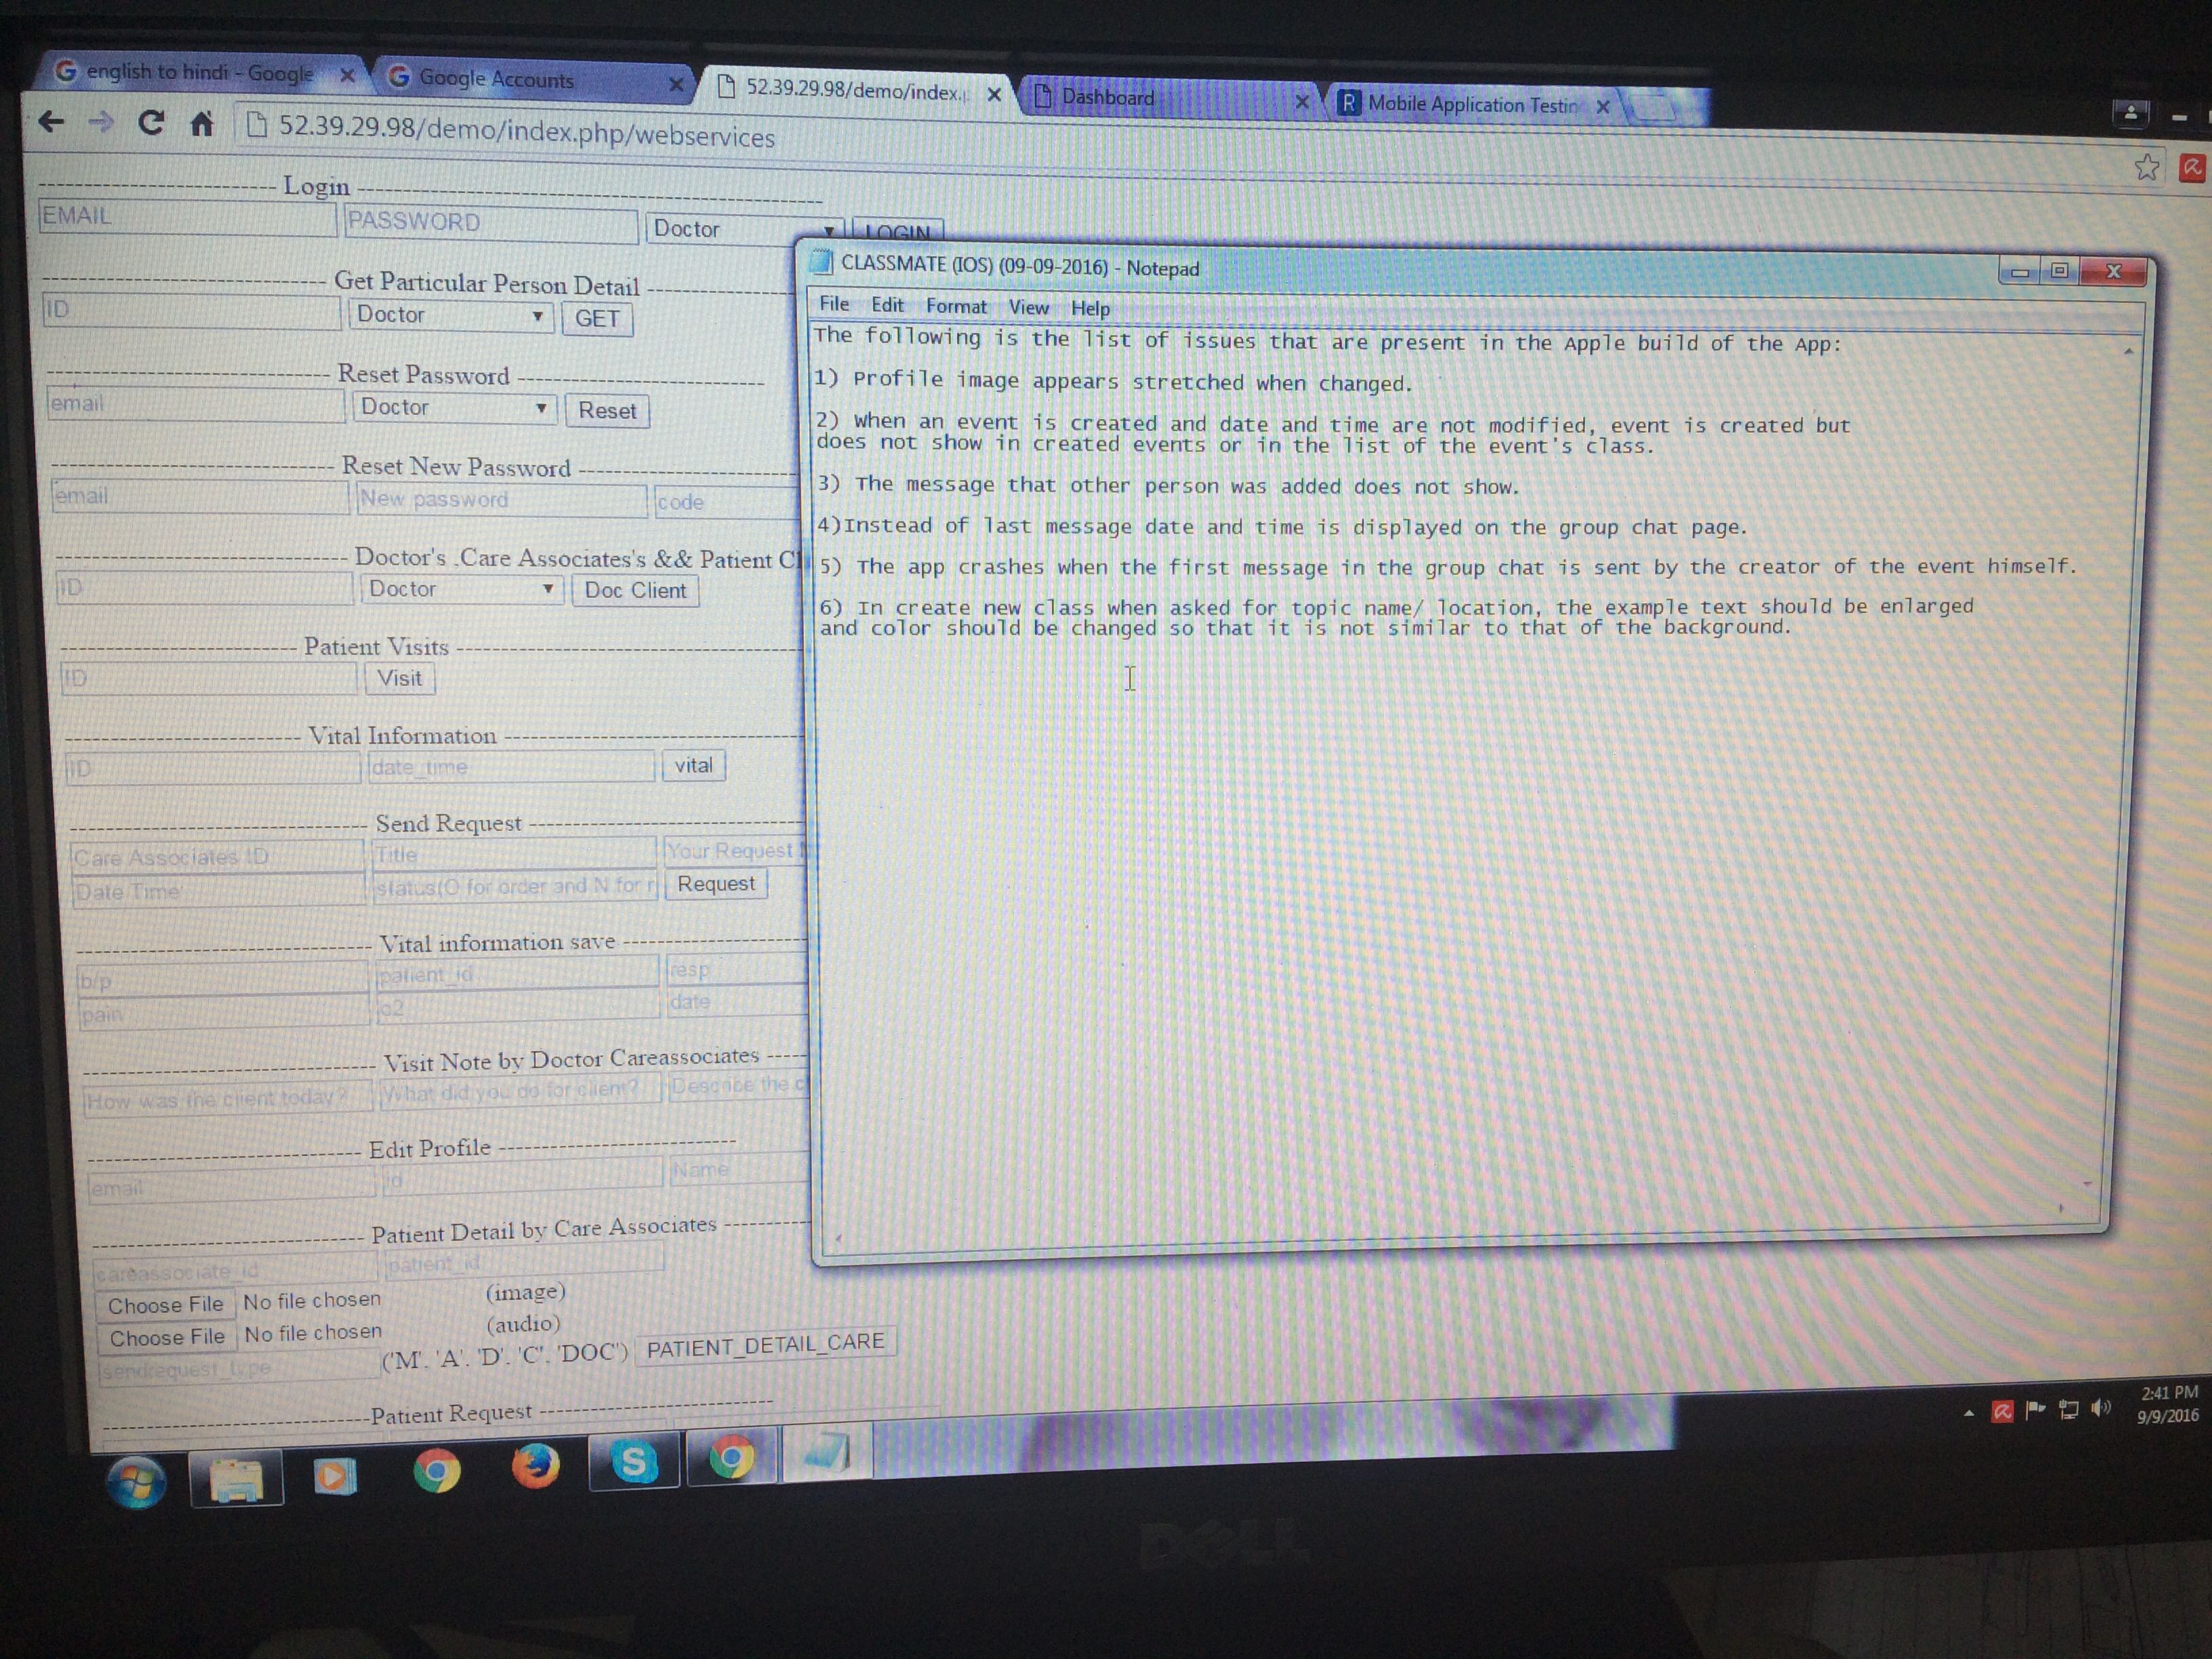 english to hindi - Google
Google Accounts
52.39.29.98/demo/index.p
Dashboard
Mobile Application Testin
52.39.29.98/demo/index.php/webservices
--------------------------- Login ---------------------------------------------------
EMAIL PASSWORD Doctor LOGIN
------------------------------- Get Particular Person Detail ----------------
ID Doctor GET
------------------------------- Reset Password ---------------------------
email Doctor Reset
------------------------------- Reset New Password ------------------------
email New password code
-------------------------------- Doctor's .Care Associates's && Patient Cl
ID Doctor Doc Client
-------------------------- Patient Visits --------------------------------------
ID Visit
-------------------------- Vital Information ---------------------------------
ID date_time vital
--------------------------------- Send Request ------------------------------
Care Associates ID Title Your Request
Date Time status(O for order and N for r Request
--------------------------------- Vital information save --------------------
b/p patient_id resp
pain o2 date
-------------------------------- Visit Note by Doctor Careassociates -----
How was the client today? What did you do for client? Describe the c
------------------------------ Edit Profile ---------------------------
email id Name
------------------------------ Patient Detail by Care Associates ----------
careassociate_id patient_id
Choose File No file chosen (image)
Choose File No file chosen (audio)
sendrequest_type ('M'. 'A'. 'D'. 'C'. 'DOC') PATIENT_DETAIL_CARE
------------------------------Patient Request ---------------------------
CLASSMATE (IOS) (09-09-2016) - Notepad
File Edit Format View Help
The following is the list of issues that are present in the Apple build of the App:
1) Profile image appears stretched when changed.
2) When an event is created and date and time are not modified, event is created but
does not show in created events or in the list of the event's class.
3) The message that other person was added does not show.
4)Instead of last message date and time is displayed on the group chat page.
5) The app crashes when the first message in the group chat is sent by the creator of the event himself.
6) In create new class when asked for topic name/ location, the example text should be enlarged
and color should be changed so that it is not similar to that of the background.
2:41 PM
9/9/2016
DELL